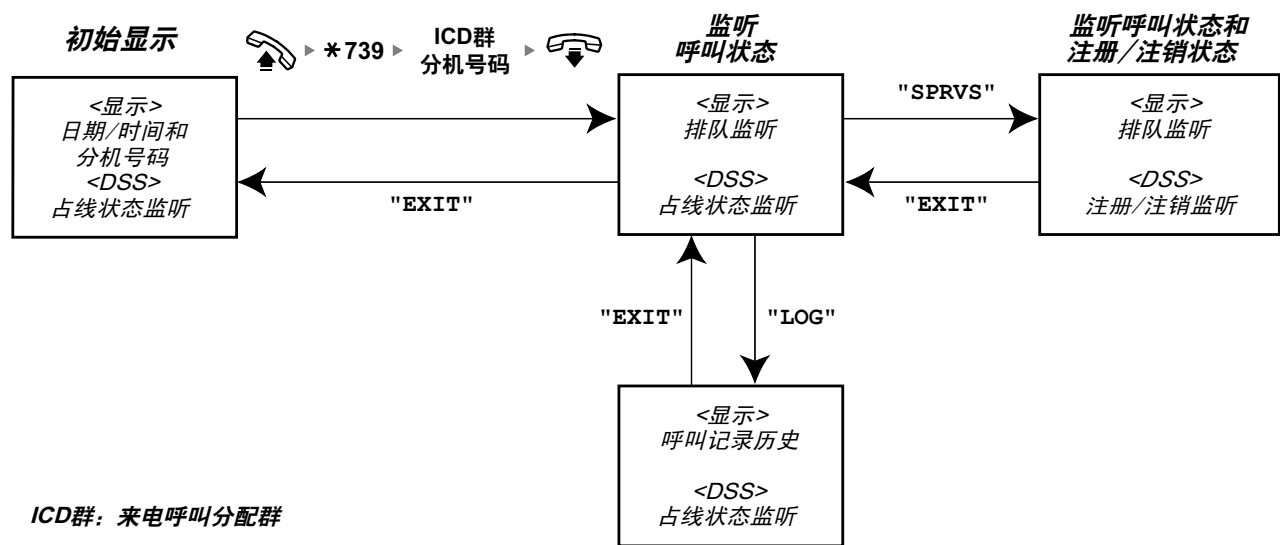 初始显示
*739
ICD群
分机号码
监听
呼叫状态
监听呼叫状态和
注册/注销状态
<显示>
日期/时间和
分机号码
<DSS>
占线状态监听
"EXIT"
<显示>
排队监听
<DSS>
占线状态监听
"SPRVS"
"EXIT"
<显示>
排队监听
<DSS>
注册/注销监听
"EXIT"
"LOG"
<显示>
呼叫记录历史
<DSS>
占线状态监听
ICD群：来电呼叫分配群